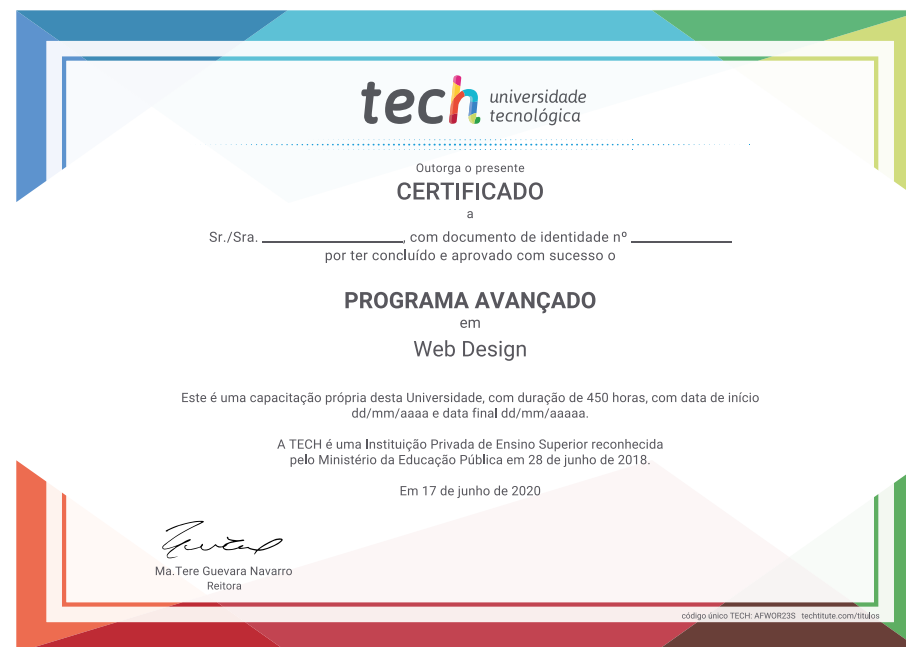 tech universidade
tecnológica
Outorga o presente
CERTIFICADO
a
Sr./Sra. ____________, com documento de identidade nº _________
por ter concluído e aprovado com sucesso o
PROGRAMA AVANÇADO
em
Web Design
Este é uma capacitação própria desta Universidade, com duração de 450 horas, com data de início
dd/mm/aaaa e data final dd/mm/aaaaa.
A TECH é uma Instituição Privada de Ensino Superior reconhecida
pelo Ministério da Educação Pública em 28 de junho de 2018.
Em 17 de junho de 2020
Ma.Tere Guevara Navarro
Reitora
código único TECH: AFWOR23S techtitute.com/titulos